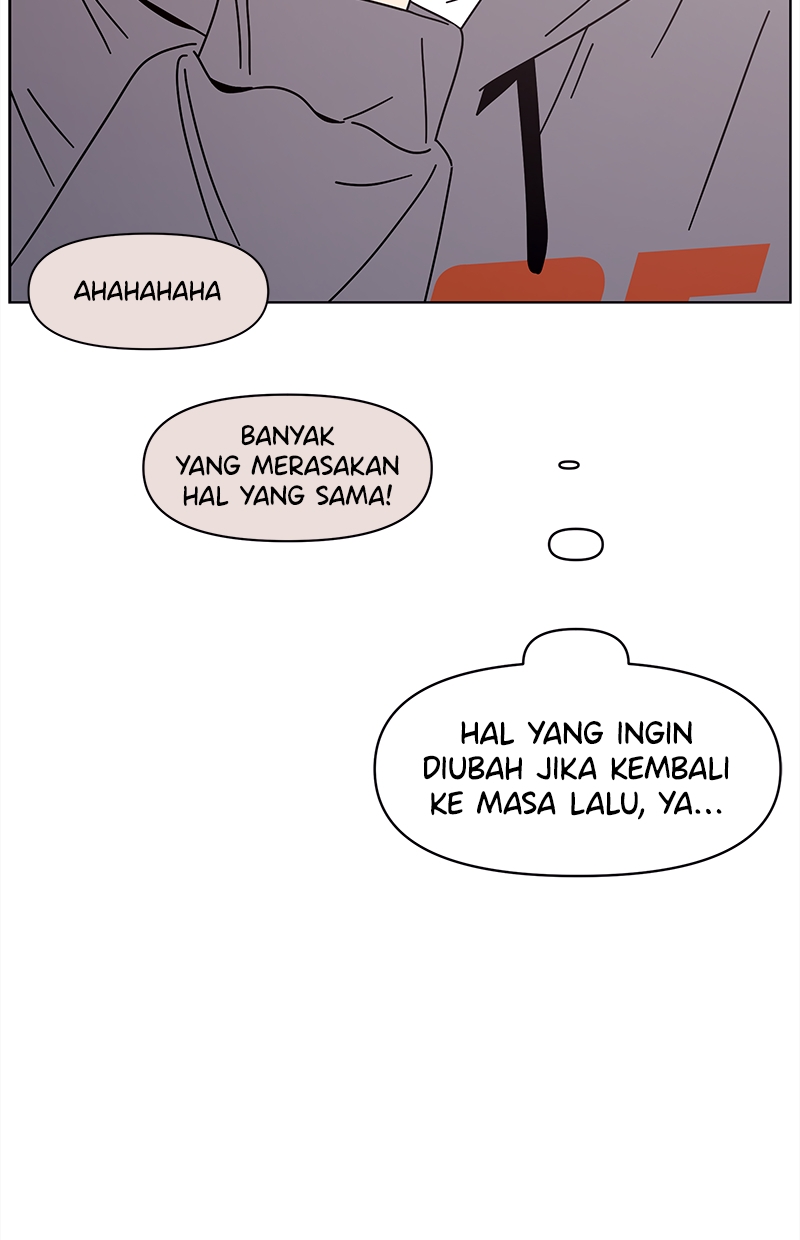 AHAHAHAHA
BANYAK
YANG MERASAKAN
HAL YANG SAMA!
HAL YANG INGIN
DIUBAH JIKA KEMBALI
KE MASA LALU, YA...